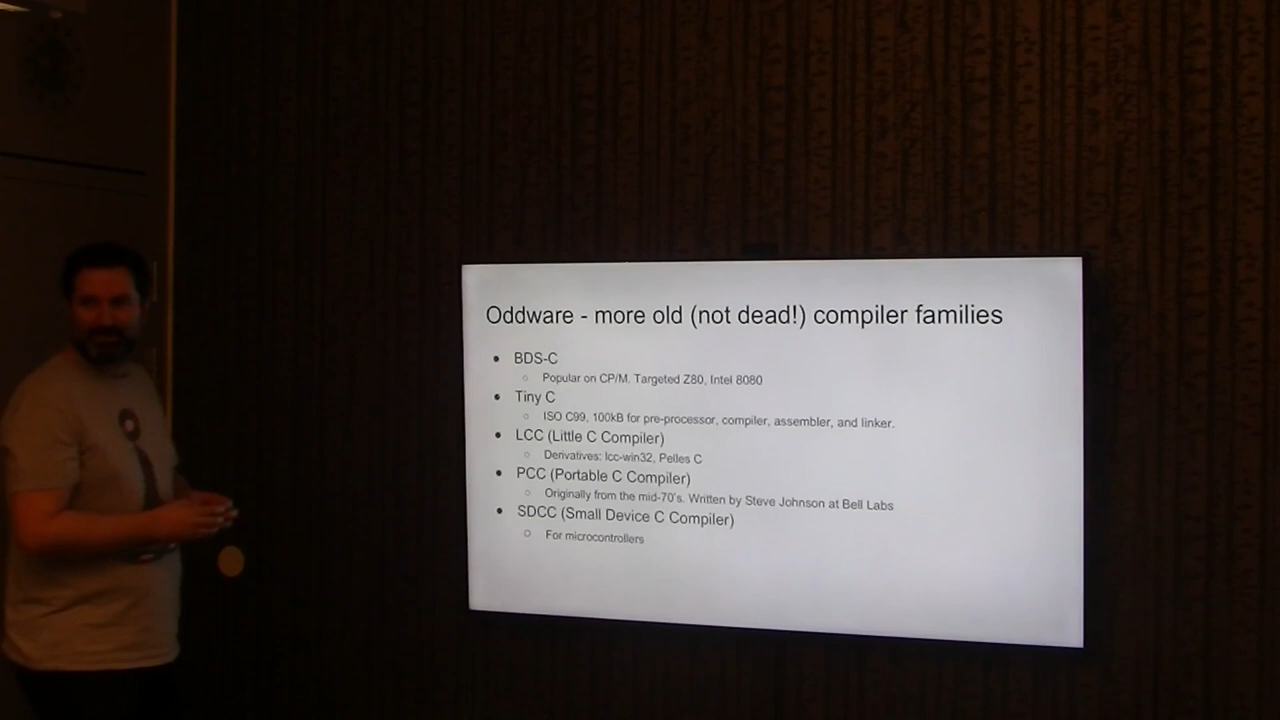 Oddware - more old (not dead!) compiler families
• BDS-C
○ Popular on CP/M. Targeted Z80, Intel 8080
• Tiny C
○ ISO C99, 100kB for pre-processor, compiler, assembler, and linker.
• LCC (Little C Compiler)
○ Derivatives: lcc-win32, Pelles C
• PCC (Portable C Compiler)
○ Originally from the mid-70's. Written by Steve Johnson at Bell Labs
• SDCC (Small Device C Compiler)
○ For microcontrollers